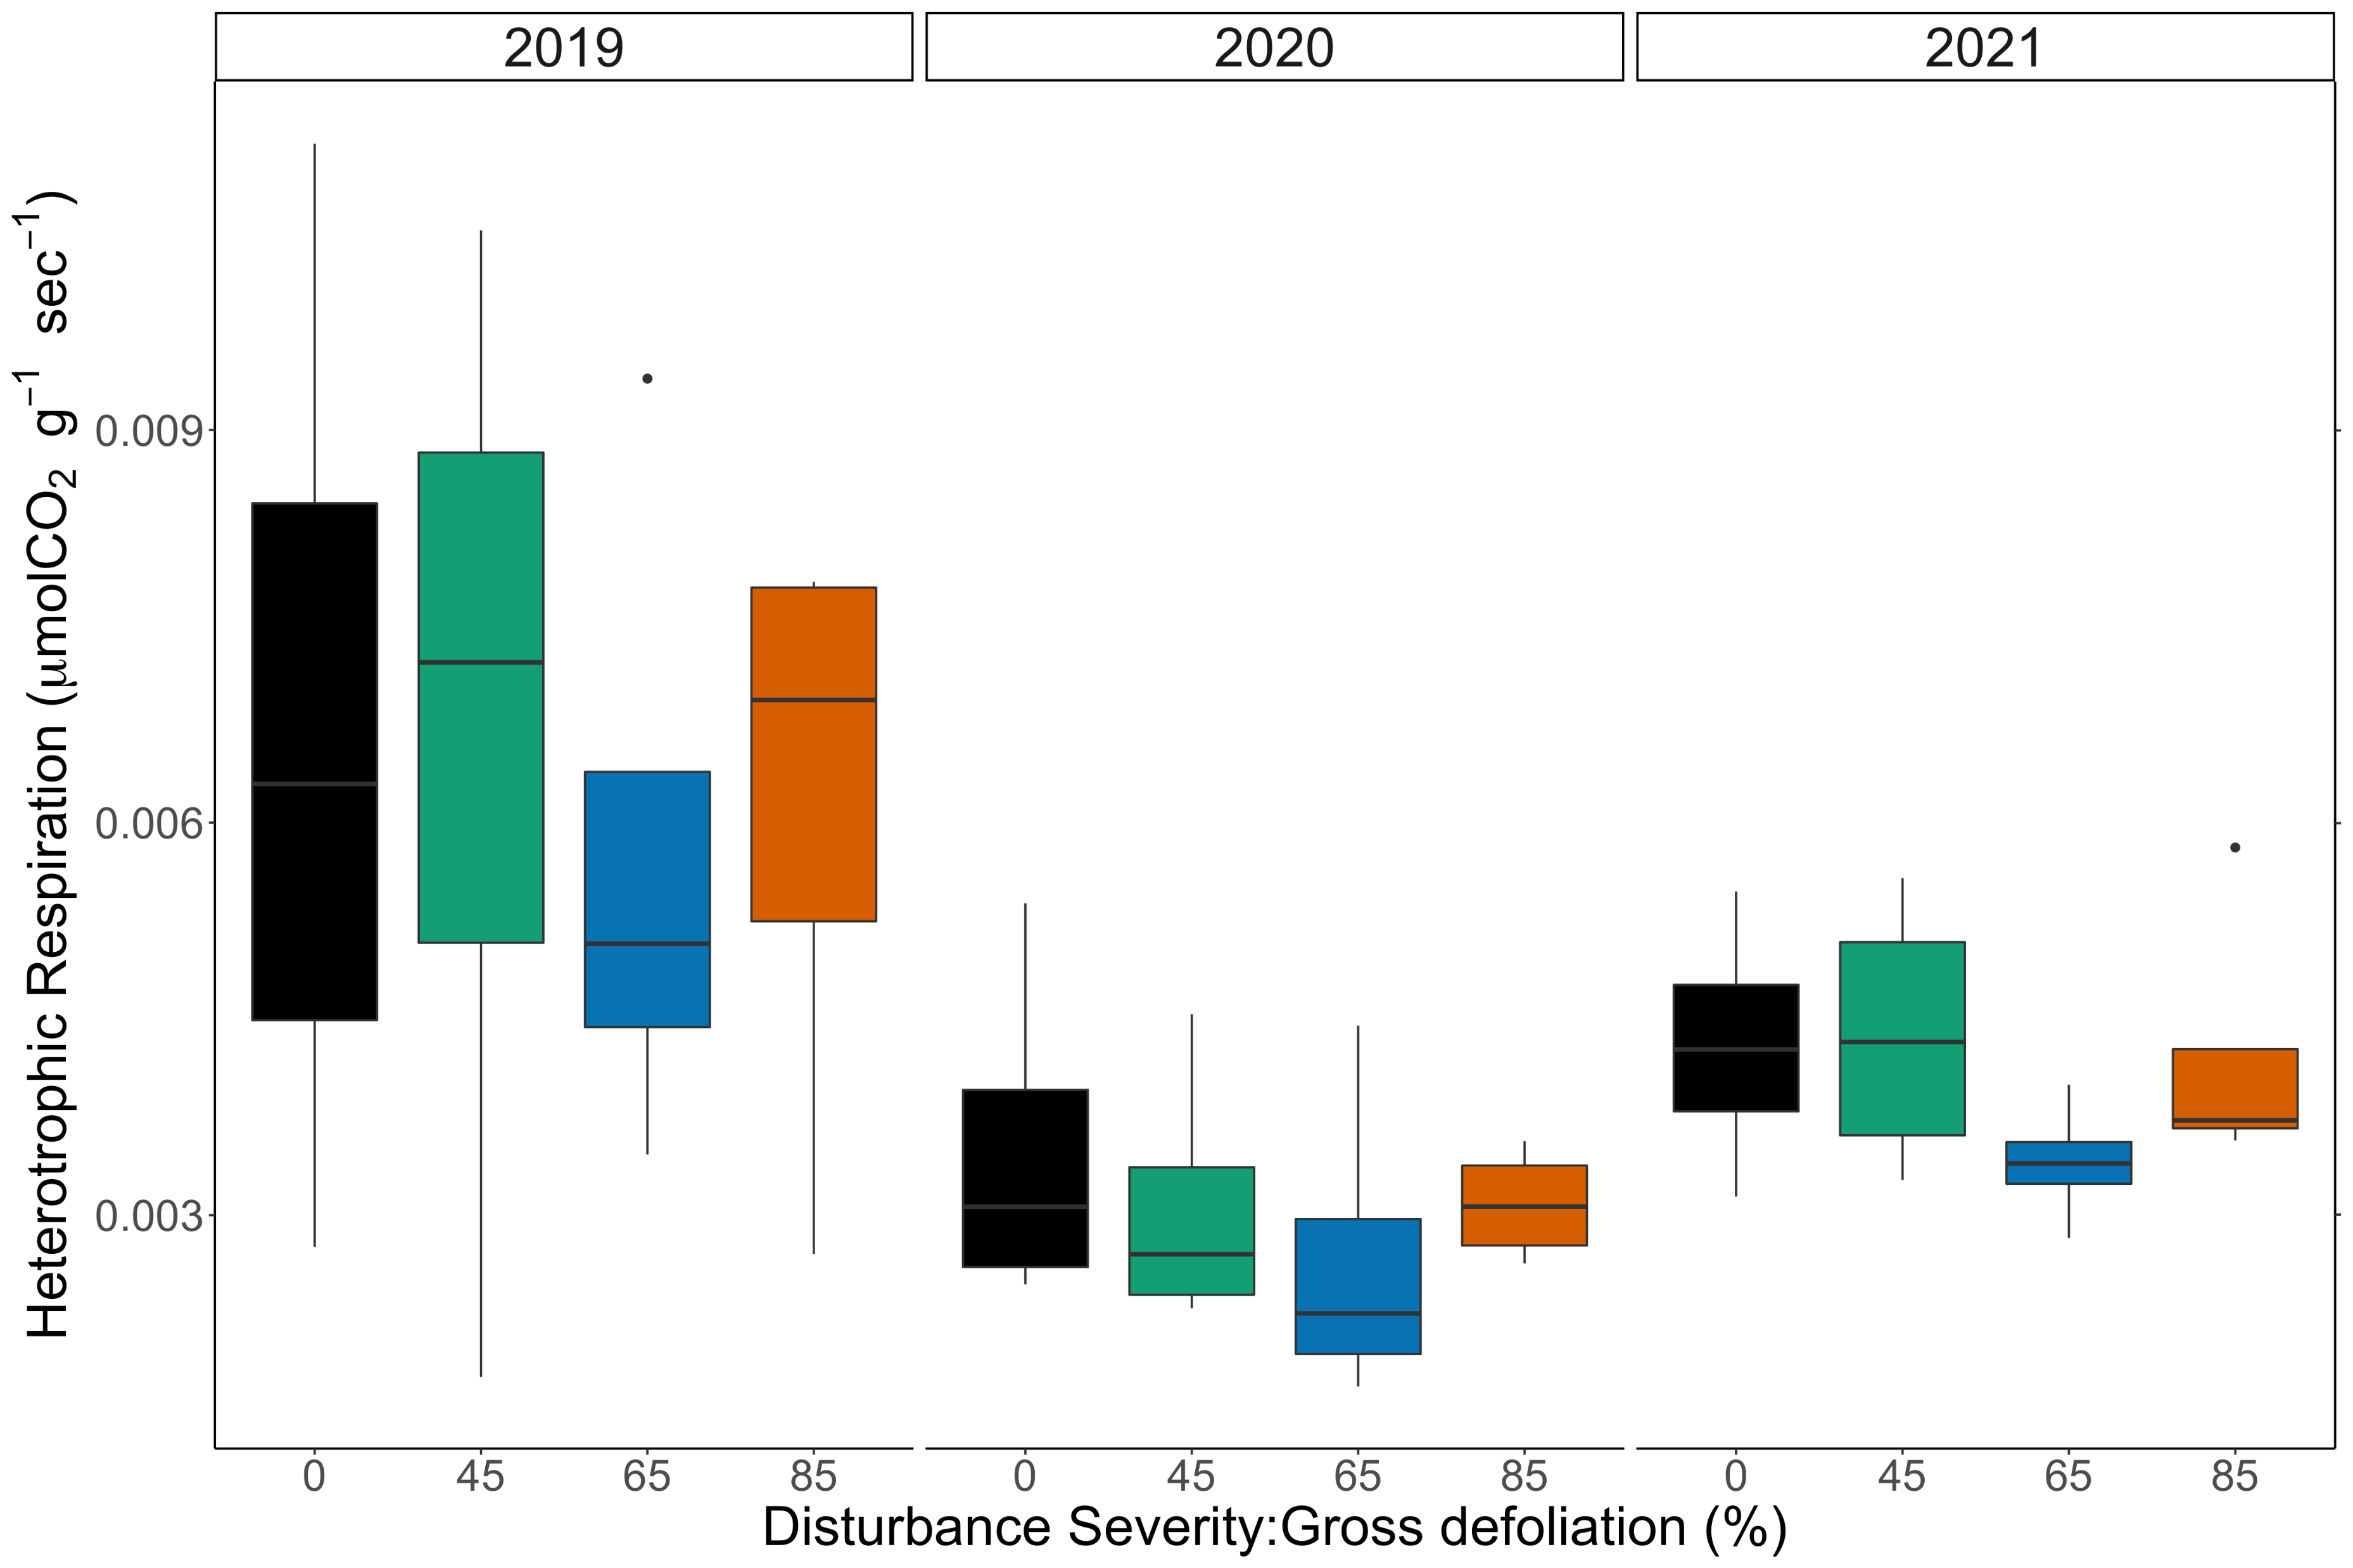 2019 2020 2021
Heterotrophic Respiration (μmolCO₂ g⁻¹ sec⁻¹)
0.009
0.006
0.003
0 45 65 85 0 45 65 85 0 45 65 85
Disturbance Severity:Gross defoliation (%)